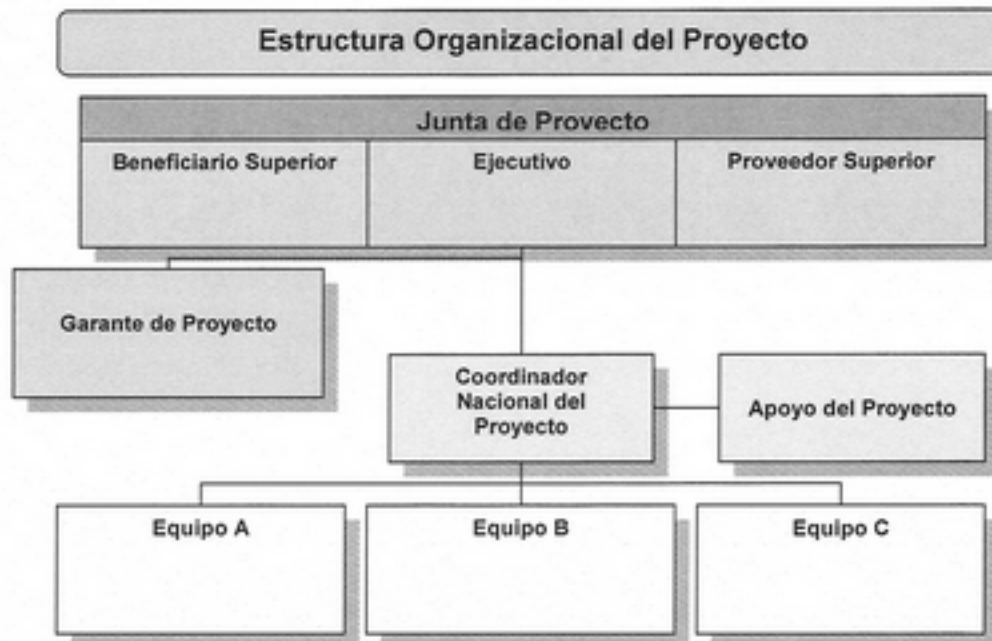 Estructura Organizacional del Proyecto
Junta de Proyecto
Beneficiario Superior
Ejecutivo
Proveedor Superior
Garante de Proyecto
Coordinador
Nacional del
Proyecto
Apoyo del Proyecto
Equipo A
Equipo B
Equipo C